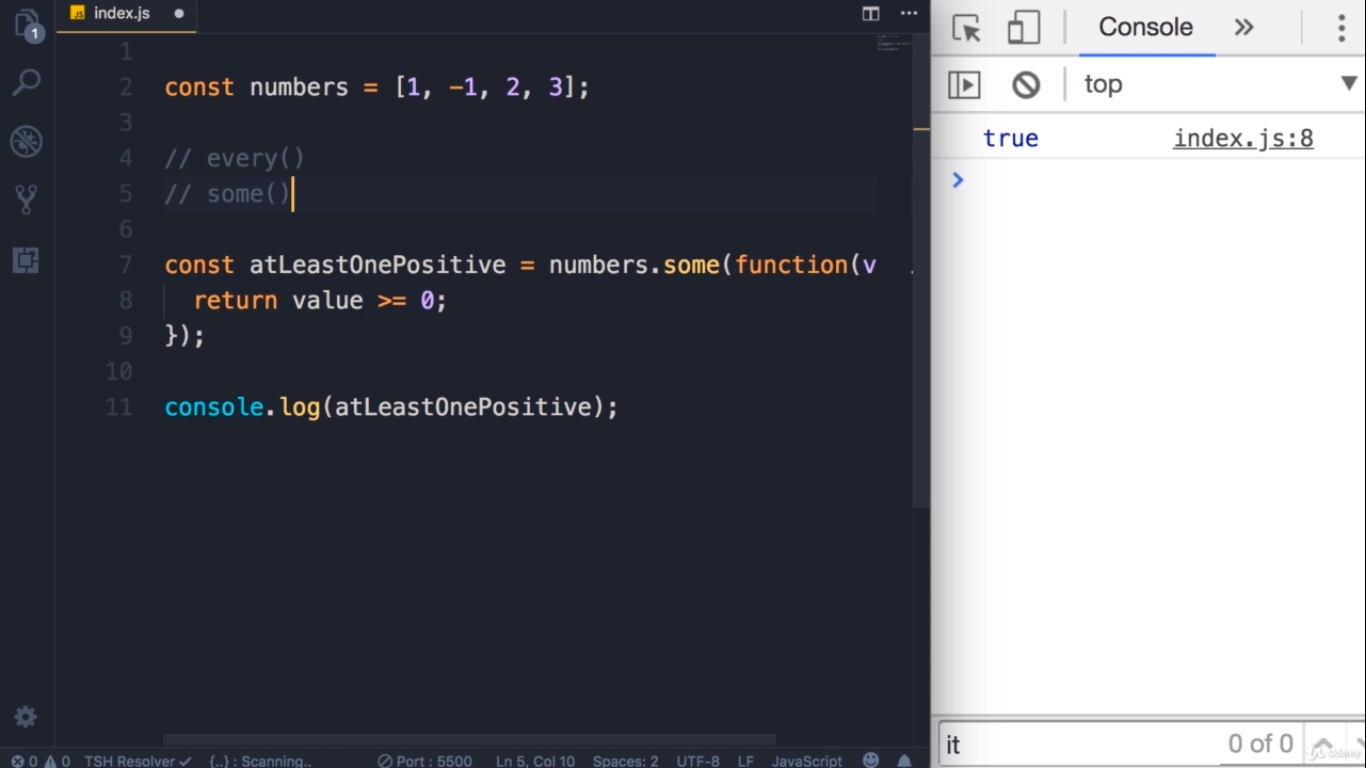 index.js
1
1
2 const numbers = [1, -1, 2, 3];
3
4 // every()
5 // some()
6
7 const atLeastOnePositive = numbers.some(function(v
8 return value >= 0;
9 });
10
11 console.log(atLeastOnePositive);
0 0 TSH Resolver {..} : Scanning.. Port : 5500 Ln 5, Col 10 Spaces: 2 UTF-8 LF JavaScript
Console
top
true index.js:8
it 0 of 0
Udemy